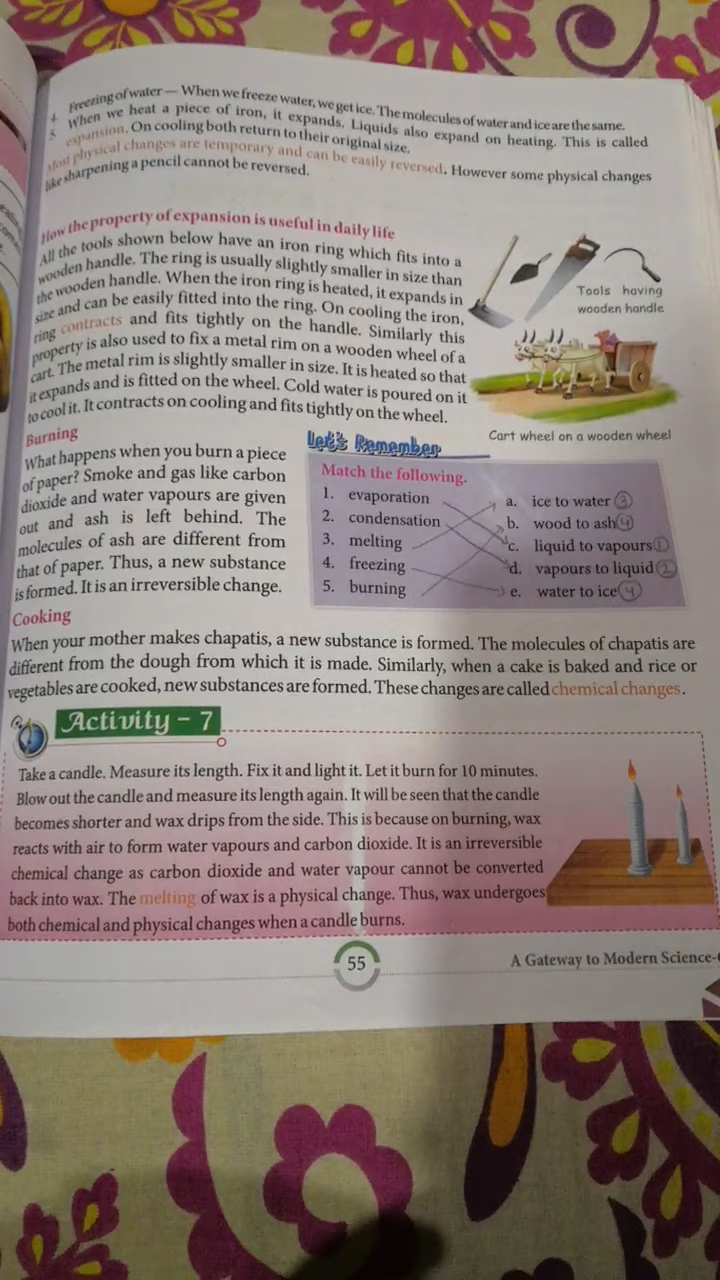 4. Freezing of water — When we freeze water, we get ice. The molecules of water and ice are the same.
5. When we heat a piece of iron, it expands. Liquids also expand on heating. This is called
expansion. On cooling both return to their original size.
Most physical changes are temporary and can be easily reversed. However some physical changes
like sharpening a pencil cannot be reversed.
How the property of expansion is useful in daily life
All the tools shown below have an iron ring which fits into a
wooden handle. The ring is usually slightly smaller in size than
the wooden handle. When the iron ring is heated, it expands in
size and can be easily fitted into the ring. On cooling the iron,
ring contracts and fits tightly on the handle. Similarly this
property is also used to fix a metal rim on a wooden wheel of a
cart. The metal rim is slightly smaller in size. It is heated so that
it expands and is fitted on the wheel. Cold water is poured on it
to cool it. It contracts on cooling and fits tightly on the wheel.
Tools having
wooden handle
Cart wheel on a wooden wheel
Burning
What happens when you burn a piece
of paper? Smoke and gas like carbon
dioxide and water vapours are given
out and ash is left behind. The
molecules of ash are different from
that of paper. Thus, a new substance
is formed. It is an irreversible change.
Let's Remember
Match the following.
1. evaporation a. ice to water 3
2. condensation b. wood to ash 4
3. melting c. liquid to vapours 1
4. freezing d. vapours to liquid 2
5. burning e. water to ice 4
Cooking
When your mother makes chapatis, a new substance is formed. The molecules of chapatis are
different from the dough from which it is made. Similarly, when a cake is baked and rice or
vegetables are cooked, new substances are formed. These changes are called chemical changes.
Activity - 7
Take a candle. Measure its length. Fix it and light it. Let it burn for 10 minutes.
Blow out the candle and measure its length again. It will be seen that the candle
becomes shorter and wax drips from the side. This is because on burning, wax
reacts with air to form water vapours and carbon dioxide. It is an irreversible
chemical change as carbon dioxide and water vapour cannot be converted
back into wax. The melting of wax is a physical change. Thus, wax undergoes
both chemical and physical changes when a candle burns.
55
A Gateway to Modern Science-